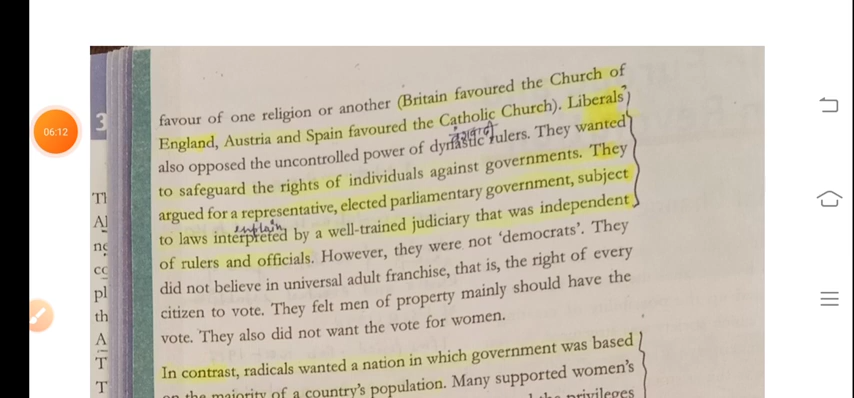 06:12
3
favour of one religion or another (Britain favoured the Church of
England, Austria and Spain favoured the Catholic Church). Liberals
also opposed the uncontrolled power of dynastic rulers. They wanted
to safeguard the rights of individuals against governments. They
argued for a representative, elected parliamentary government, subject
explain
to laws interpreted by a well-trained judiciary that was independent
of rulers and officials. However, they were not ‘democrats’. They
did not believe in universal adult franchise, that is, the right of every
citizen to vote. They felt men of property mainly should have the
vote. They also did not want the vote for women.
In contrast, radicals wanted a nation in which government was based
on the majority of a country’s population. Many supported women’s
privileges